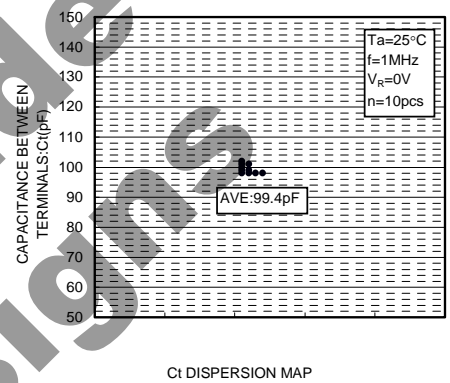 150
140
130
120
110
100
90
80
70
60
50
CAPACITANCE BETWEEN
TERMINALS:Ct(pF)
Ta=25°C
f=1MHz
VR=0V
n=10pcs
AVE:99.4pF
Ct DISPERSION MAP